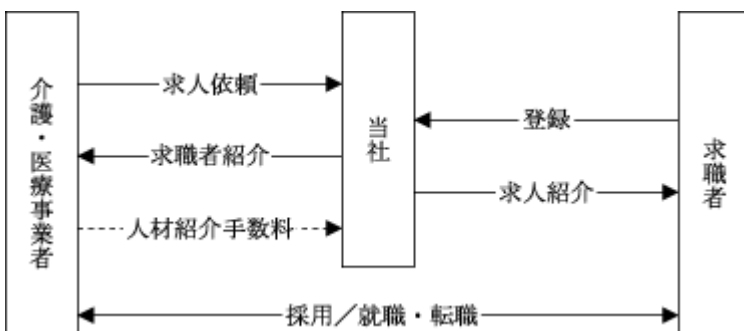 介護・医療事業者
求人依頼
求職者紹介
人材紹介手数料
当社
登録
求人紹介
求職者
採用／就職・転職